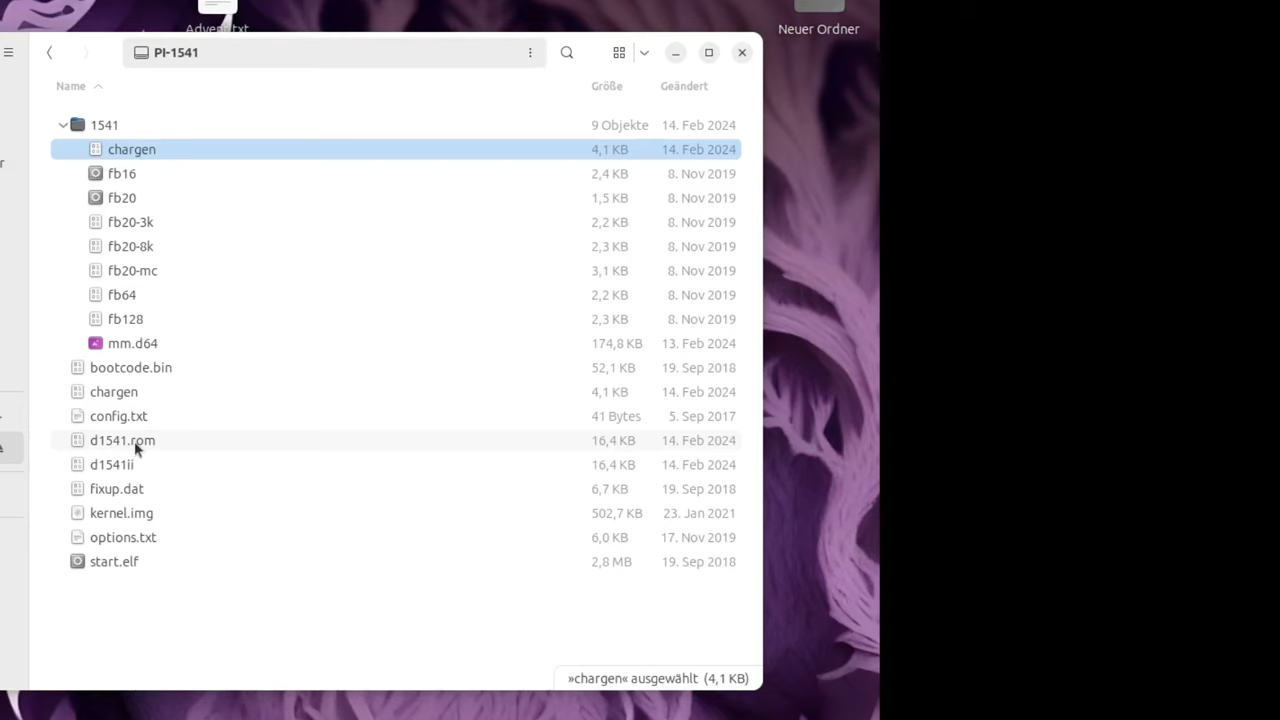 Advent.txt
Neuer Ordner
PI-1541
Name Größe Geändert
1541 9 Objekte 14. Feb 2024
chargen 4,1 KB 14. Feb 2024
fb16 2,4 KB 8. Nov 2019
fb20 1,5 KB 8. Nov 2019
fb20-3k 2,2 KB 8. Nov 2019
fb20-8k 2,3 KB 8. Nov 2019
fb20-mc 3,1 KB 8. Nov 2019
fb64 2,2 KB 8. Nov 2019
fb128 2,3 KB 8. Nov 2019
mm.d64 174,8 KB 13. Feb 2024
bootcode.bin 52,1 KB 19. Sep 2018
chargen 4,1 KB 14. Feb 2024
config.txt 41 Bytes 5. Sep 2017
d1541.rom 16,4 KB 14. Feb 2024
d1541ii 16,4 KB 14. Feb 2024
fixup.dat 6,7 KB 19. Sep 2018
kernel.img 502,7 KB 23. Jan 2021
options.txt 6,0 KB 17. Nov 2019
start.elf 2,8 MB 19. Sep 2018
»chargen« ausgewählt (4,1 KB)